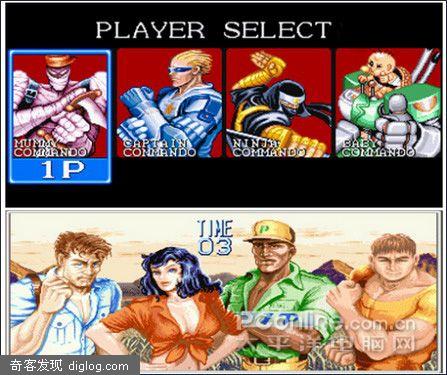 PLAYER SELECT
MUMMY COMMANDO
CAPTAIN COMMANDO
NINJA COMMANDO
BABY COMMANDO
1P
TIME
03
P
Pconline.com.cn
太平洋电脑网
奇客发现 diglog.com